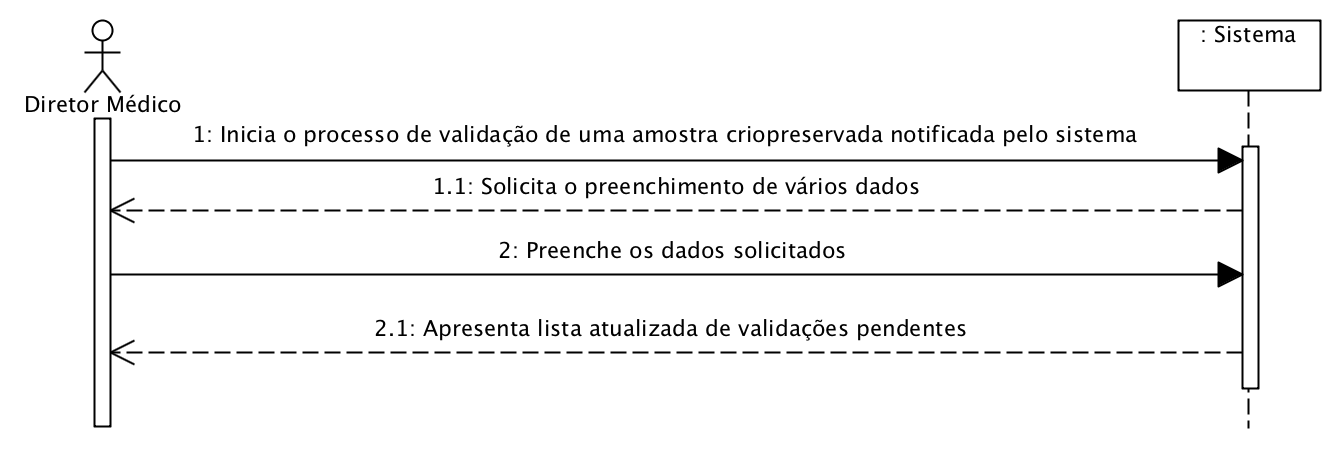 : Sistema
Diretor Médico
1: Inicia o processo de validação de uma amostra criopreservada notificada pelo sistema
1.1: Solicita o preenchimento de vários dados
2: Preenche os dados solicitados
2.1: Apresenta lista atualizada de validações pendentes